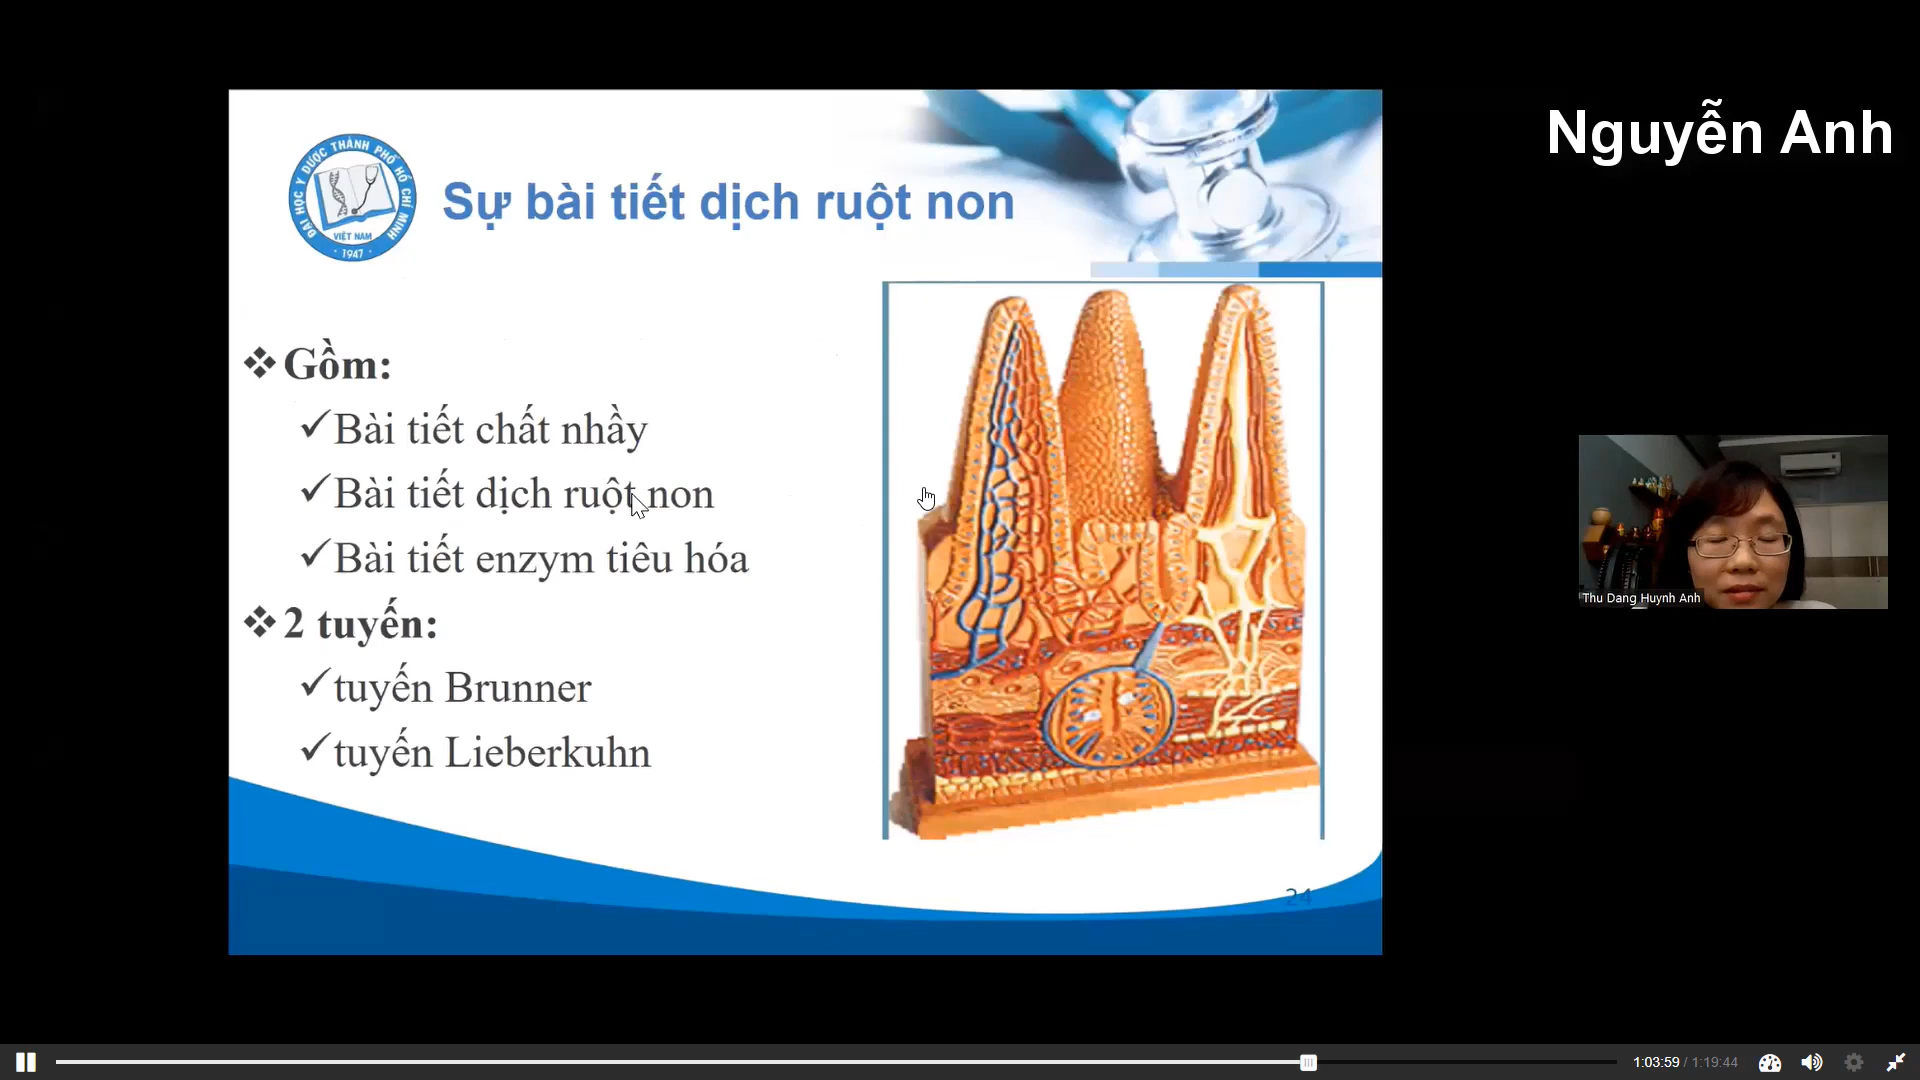 Nguyễn Anh
ĐẠI HỌC Y DƯỢC THÀNH PHỐ HỒ CHÍ MINH
VIỆT NAM
1947
Sự bài tiết dịch ruột non
Gồm:
Bài tiết chất nhầy
Bài tiết dịch ruột non
Bài tiết enzym tiêu hóa
2 tuyến:
tuyến Brunner
tuyến Lieberkuhn
24
Thu Dang Huynh Anh
1:03:59 / 1:19:44